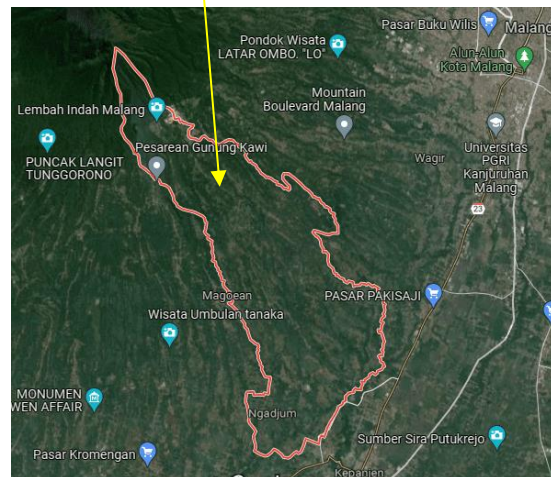 Pasar Buku Wilis
Malang
Pondok Wisata
LATAR OMBO. "LO"
Alun-Alun
Kota Malang
Mountain
Boulevard Malang
Lembah Indah Malang
Pesarean Gunung Kawi
Wagir
Universitas
PGRI
Kanjuruhan
Malang
PUNCAK LANGIT
TUNGGORONO
23
Magoean
PASAR PAKISAJI
Wisata Umbulan tanaka
MONUMEN
WEN AFFAIR
Ngadjum
Sumber Sira Putukrejo
Pasar Kromengan
Kepanjen